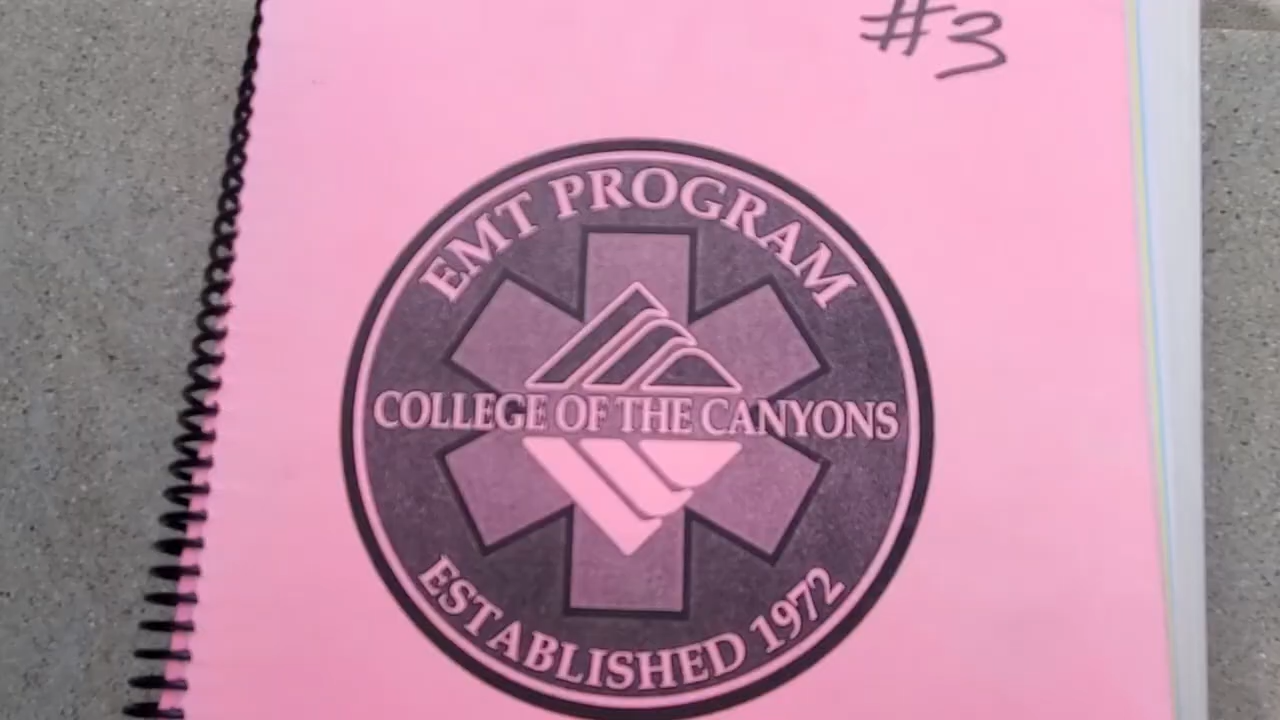 #3
EMT PROGRAM
COLLEGE OF THE CANYONS
ESTABLISHED 1972